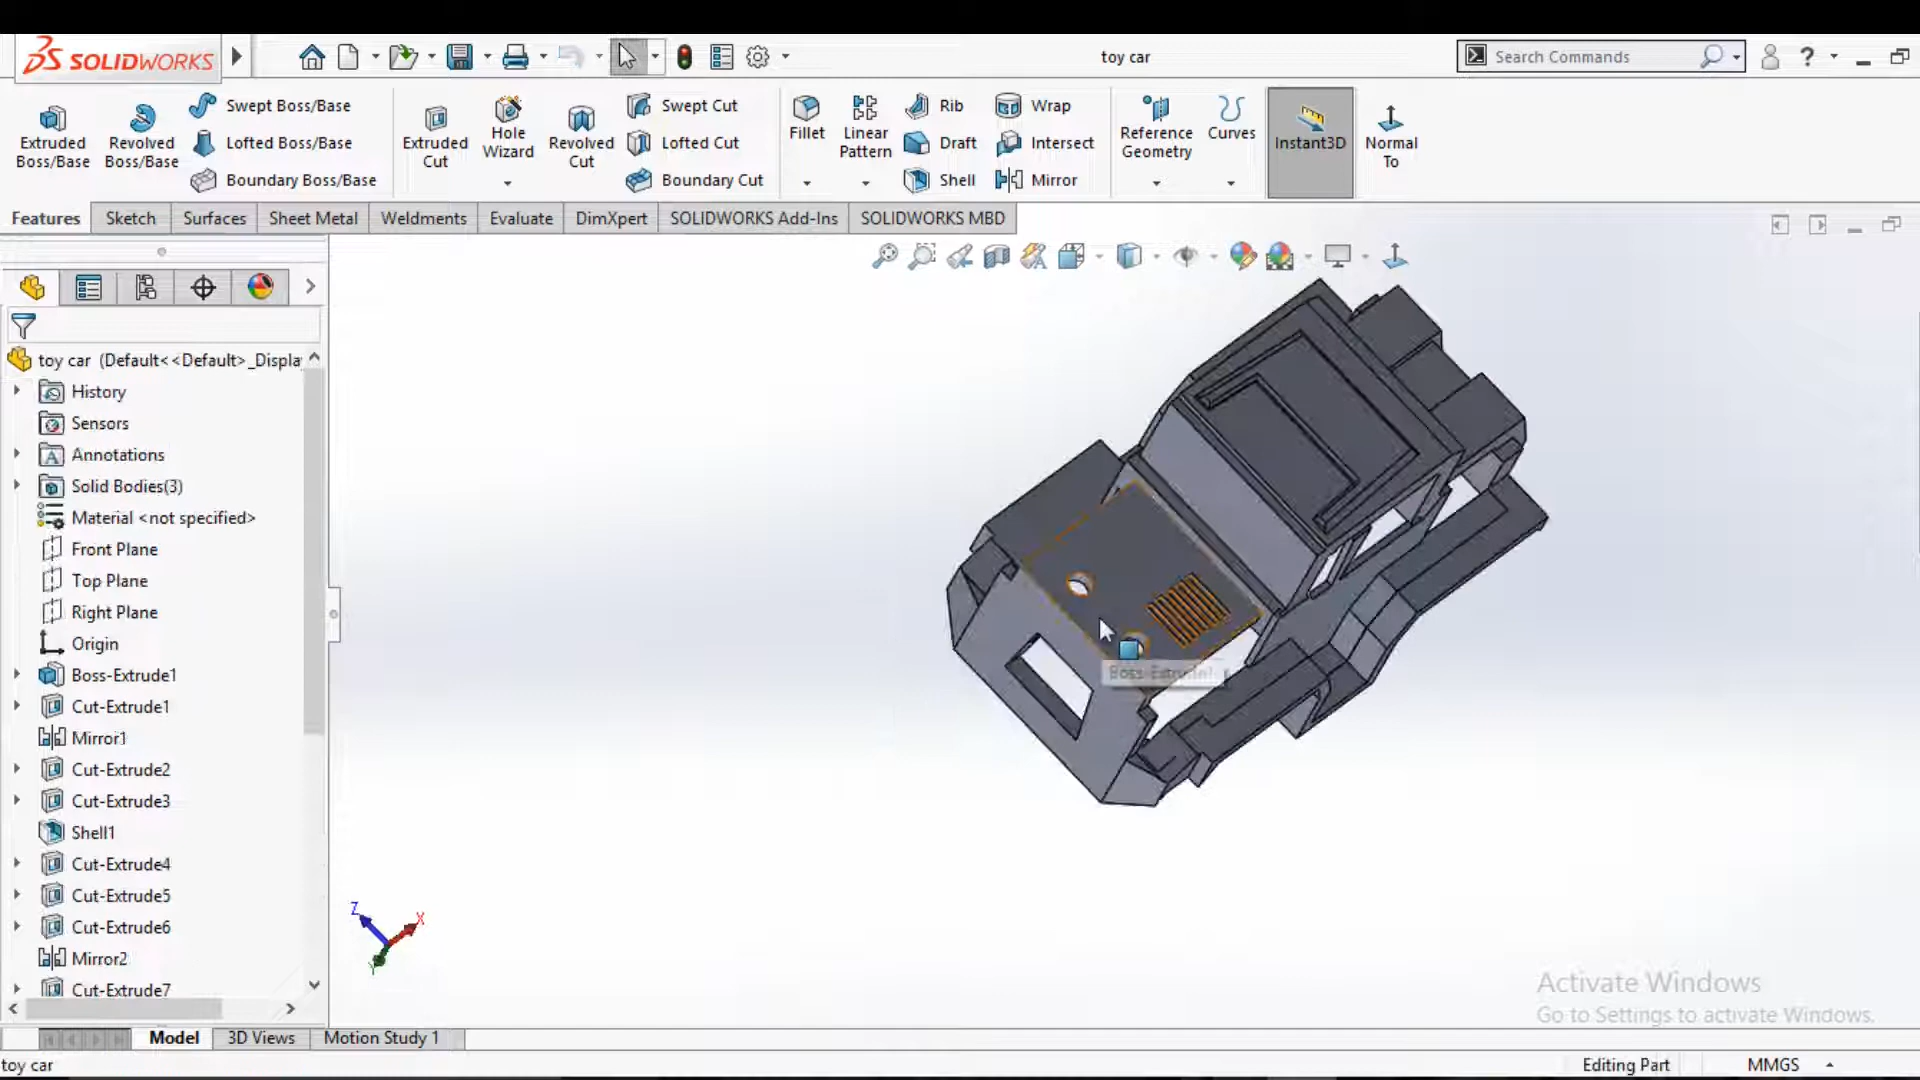 SOLIDWORKS
toy car
Search Commands
?
Extruded Boss/Base
Revolved Boss/Base
Swept Boss/Base
Lofted Boss/Base
Boundary Boss/Base
Extruded Cut
Hole Wizard
Revolved Cut
Swept Cut
Lofted Cut
Boundary Cut
Fillet
Linear Pattern
Rib
Draft
Shell
Wrap
Intersect
Mirror
Reference Geometry
Curves
Instant3D
Normal To
Features
Sketch
Surfaces
Sheet Metal
Weldments
Evaluate
DimXpert
SOLIDWORKS Add-Ins
SOLIDWORKS MBD
toy car (Default<<Default>_Displa
History
Sensors
Annotations
Solid Bodies(3)
Material <not specified>
Front Plane
Top Plane
Right Plane
Origin
Boss-Extrude1
Cut-Extrude1
Mirror1
Cut-Extrude2
Cut-Extrude3
Shell1
Cut-Extrude4
Cut-Extrude5
Cut-Extrude6
Mirror2
Cut-Extrude7
Z
X
Y
Activate Windows
Go to Settings to activate Windows.
Model
3D Views
Motion Study 1
toy car
Editing Part
MMGS